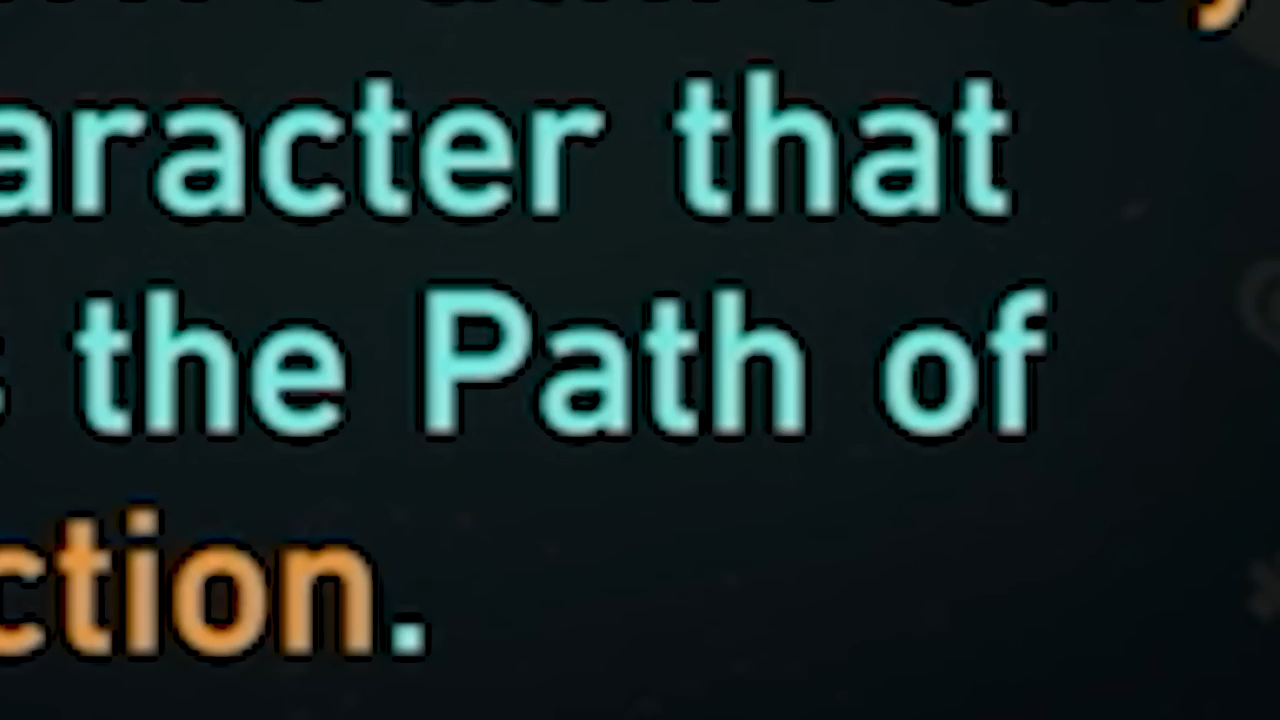 aracter that
the Path of
ction.